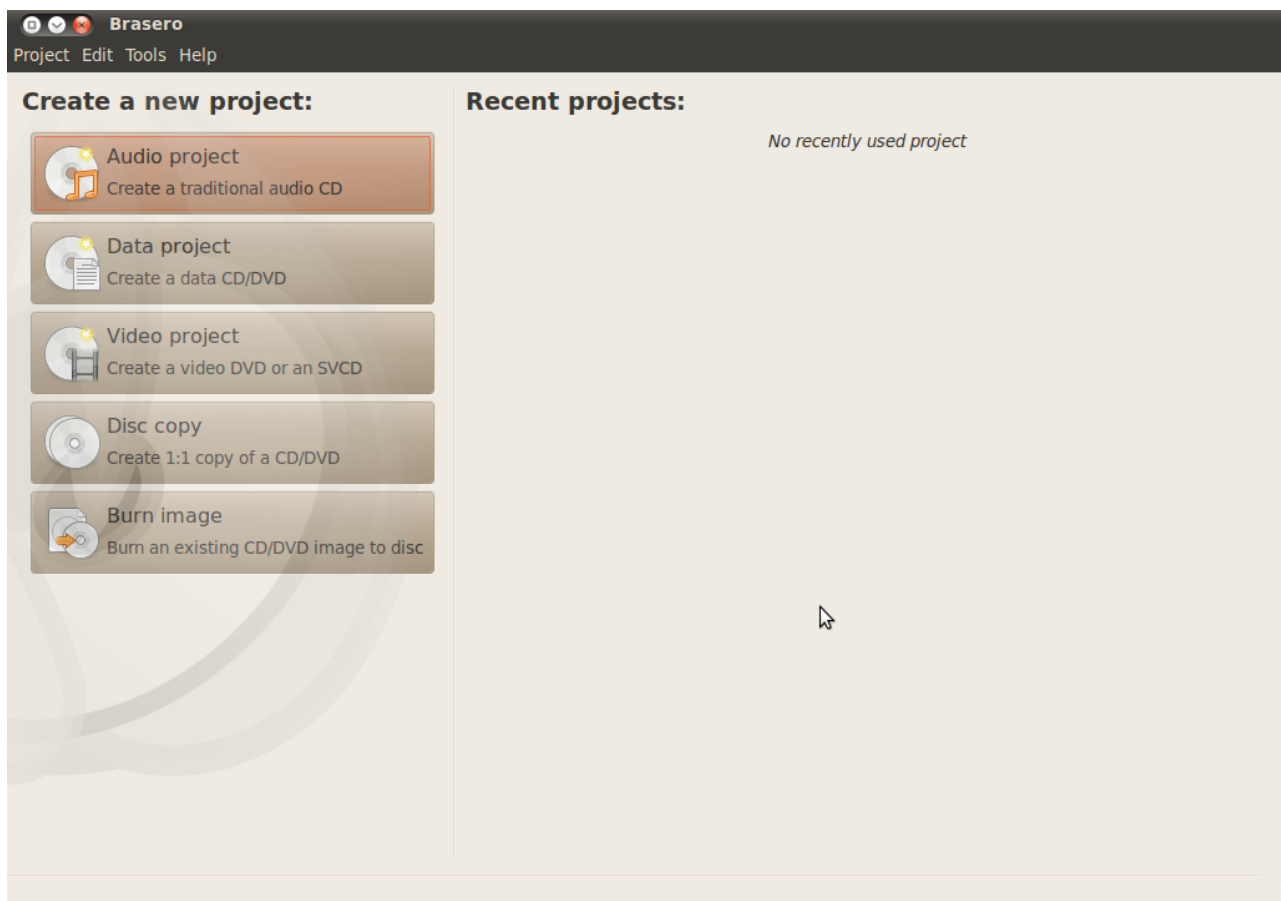 Brasero
Project Edit Tools Help
Create a new project:
Audio project
Create a traditional audio CD
Data project
Create a data CD/DVD
Video project
Create a video DVD or an SVCD
Disc copy
Create 1:1 copy of a CD/DVD
Burn image
Burn an existing CD/DVD image to disc
Recent projects:
No recently used project